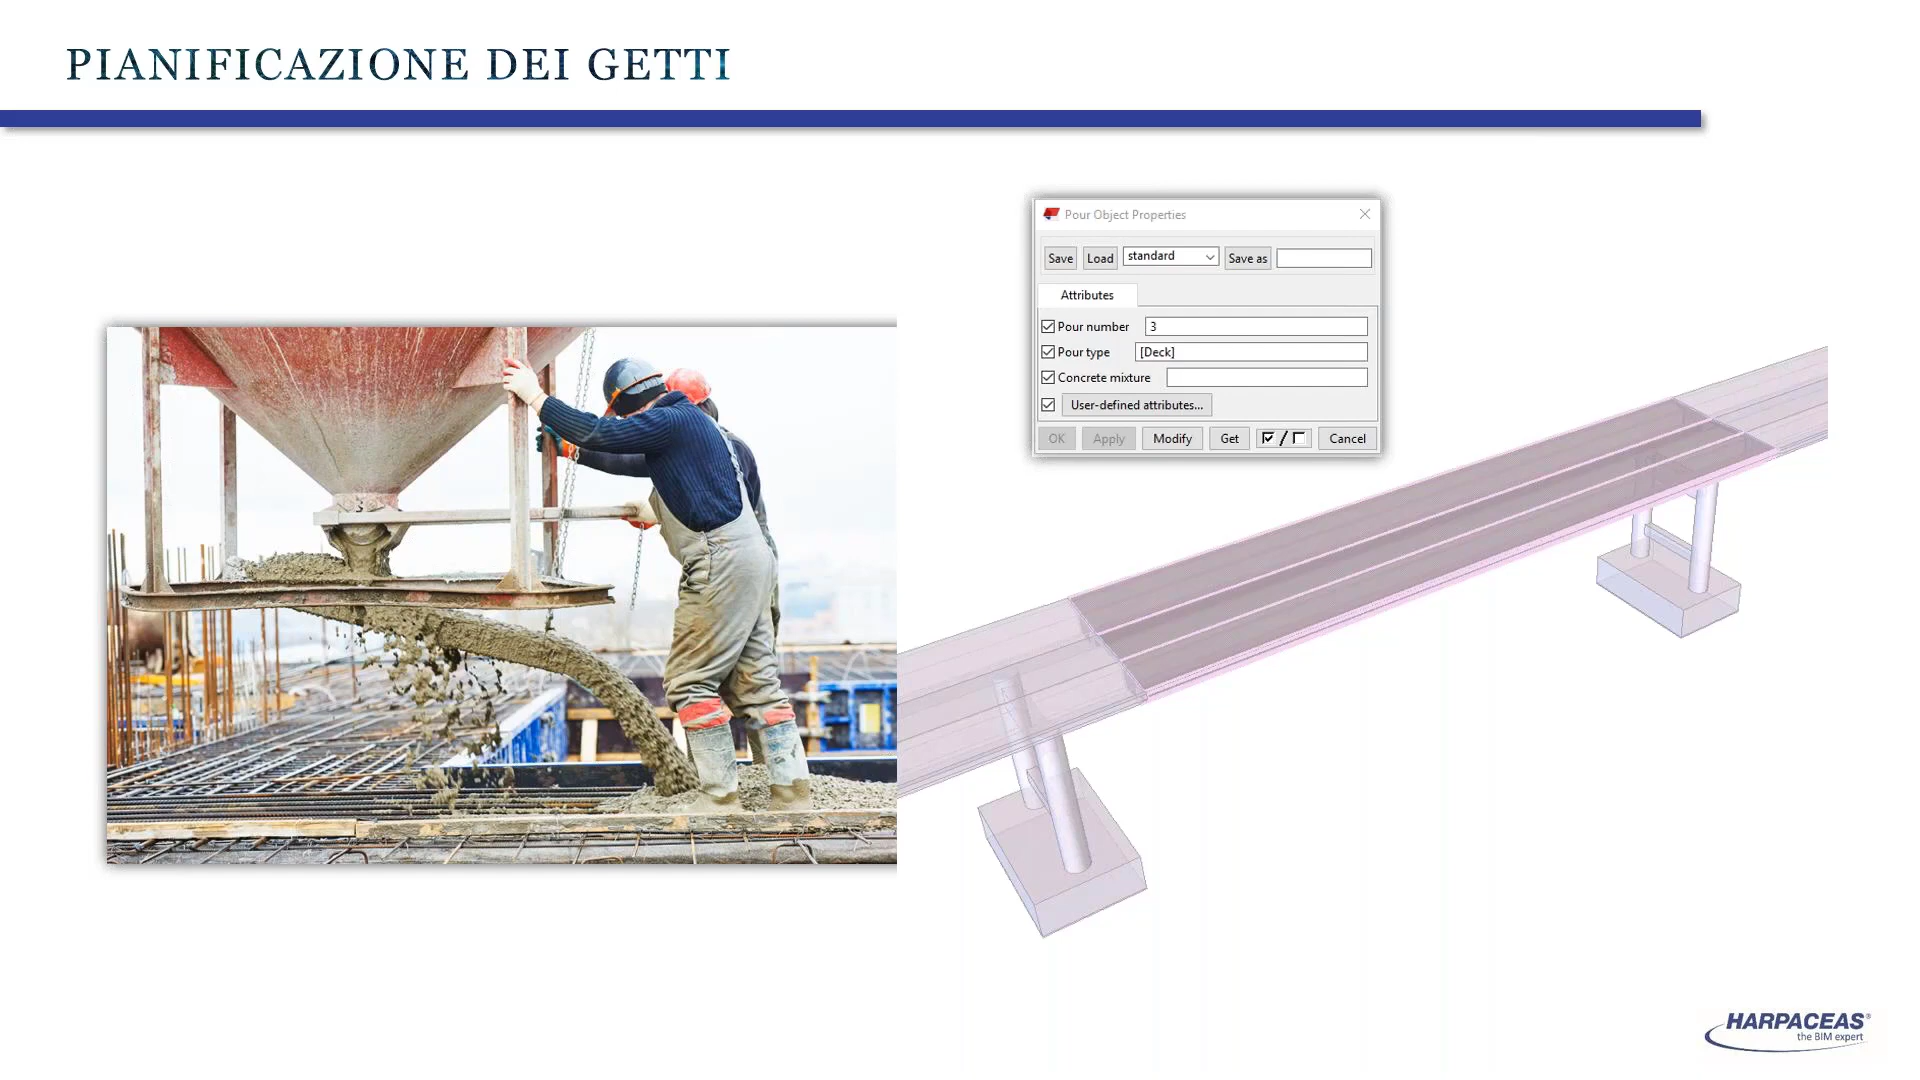 PIANIFICAZIONE DEI GETTI
Pour Object Properties
Save Load standard Save as
Attributes
Pour number 3
Pour type [Deck]
Concrete mixture
User-defined attributes...
OK Apply Modify Get / Cancel
HARPACEAS®
the BIM expert